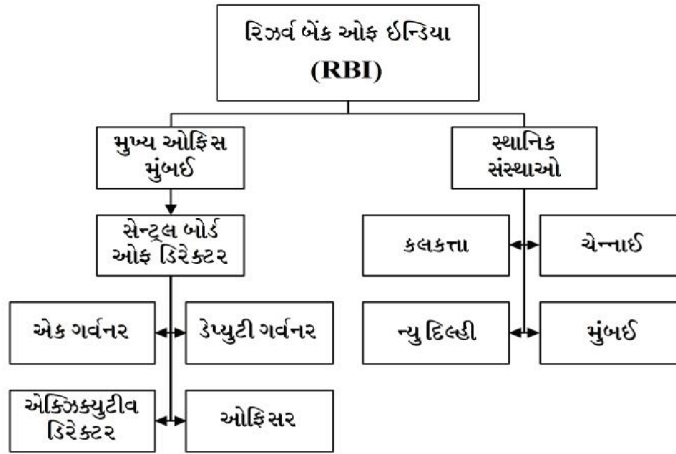 રિઝર્વ બેંક ઓફ ઇન્ડિયા
(RBI)
મુખ્ય ઓફિસ
મુંબઈ
સ્થાનિક
સંસ્થાઓ
સેન્ટ્રલ બોર્ડ
ઓફ ડિરેક્ટર
કલકત્તા
ચેન્નાઈ
એક ગર્વનર
ડેપ્યુટી ગર્વનર
ન્યુ દિલ્હી
મુંબઈ
એક્ઝિક્યુટીવ
ડિરેક્ટર
ઓફિસર